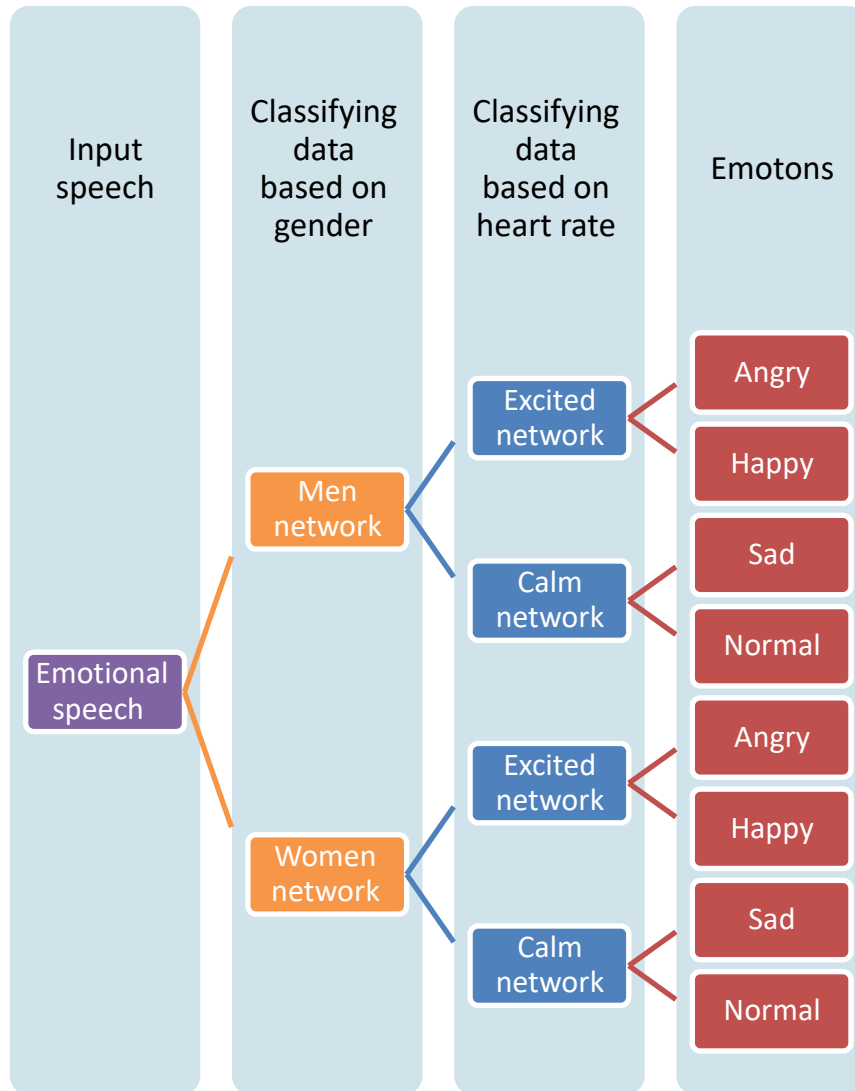 Input
speech
Classifying
data
based on
gender
Classifying
data
based on
heart rate
Emotons
Emotional
speech
Men
network
Women
network
Excited
network
Calm
network
Excited
network
Calm
network
Angry
Happy
Sad
Normal
Angry
Happy
Sad
Normal